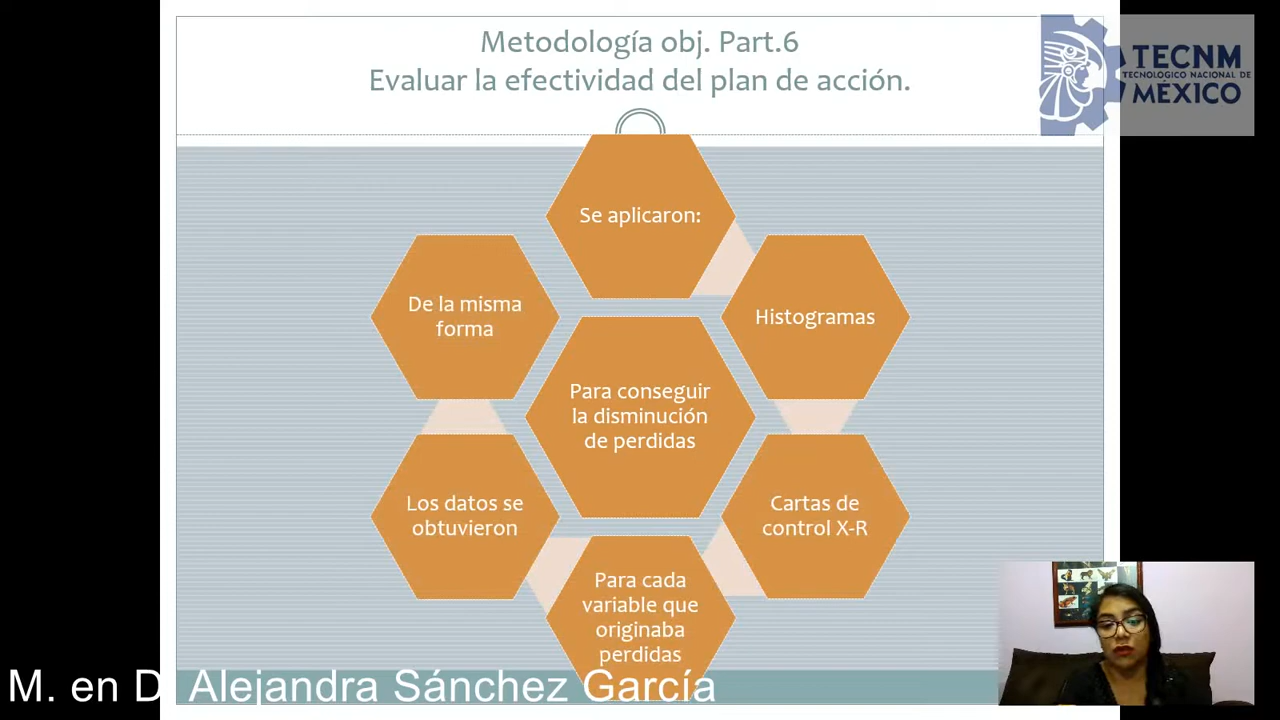 Metodología obj. Part.6
Evaluar la efectividad del plan de acción.
TECNM
TECNOLÓGICO NACIONAL DE
MÉXICO
Se aplicaron:
Histogramas
Cartas de
control X-R
Para cada
variable que
originaba
perdidas
Los datos se
obtuvieron
De la misma
forma
Para conseguir
la disminución
de perdidas
M. en D. Alejandra Sánchez García